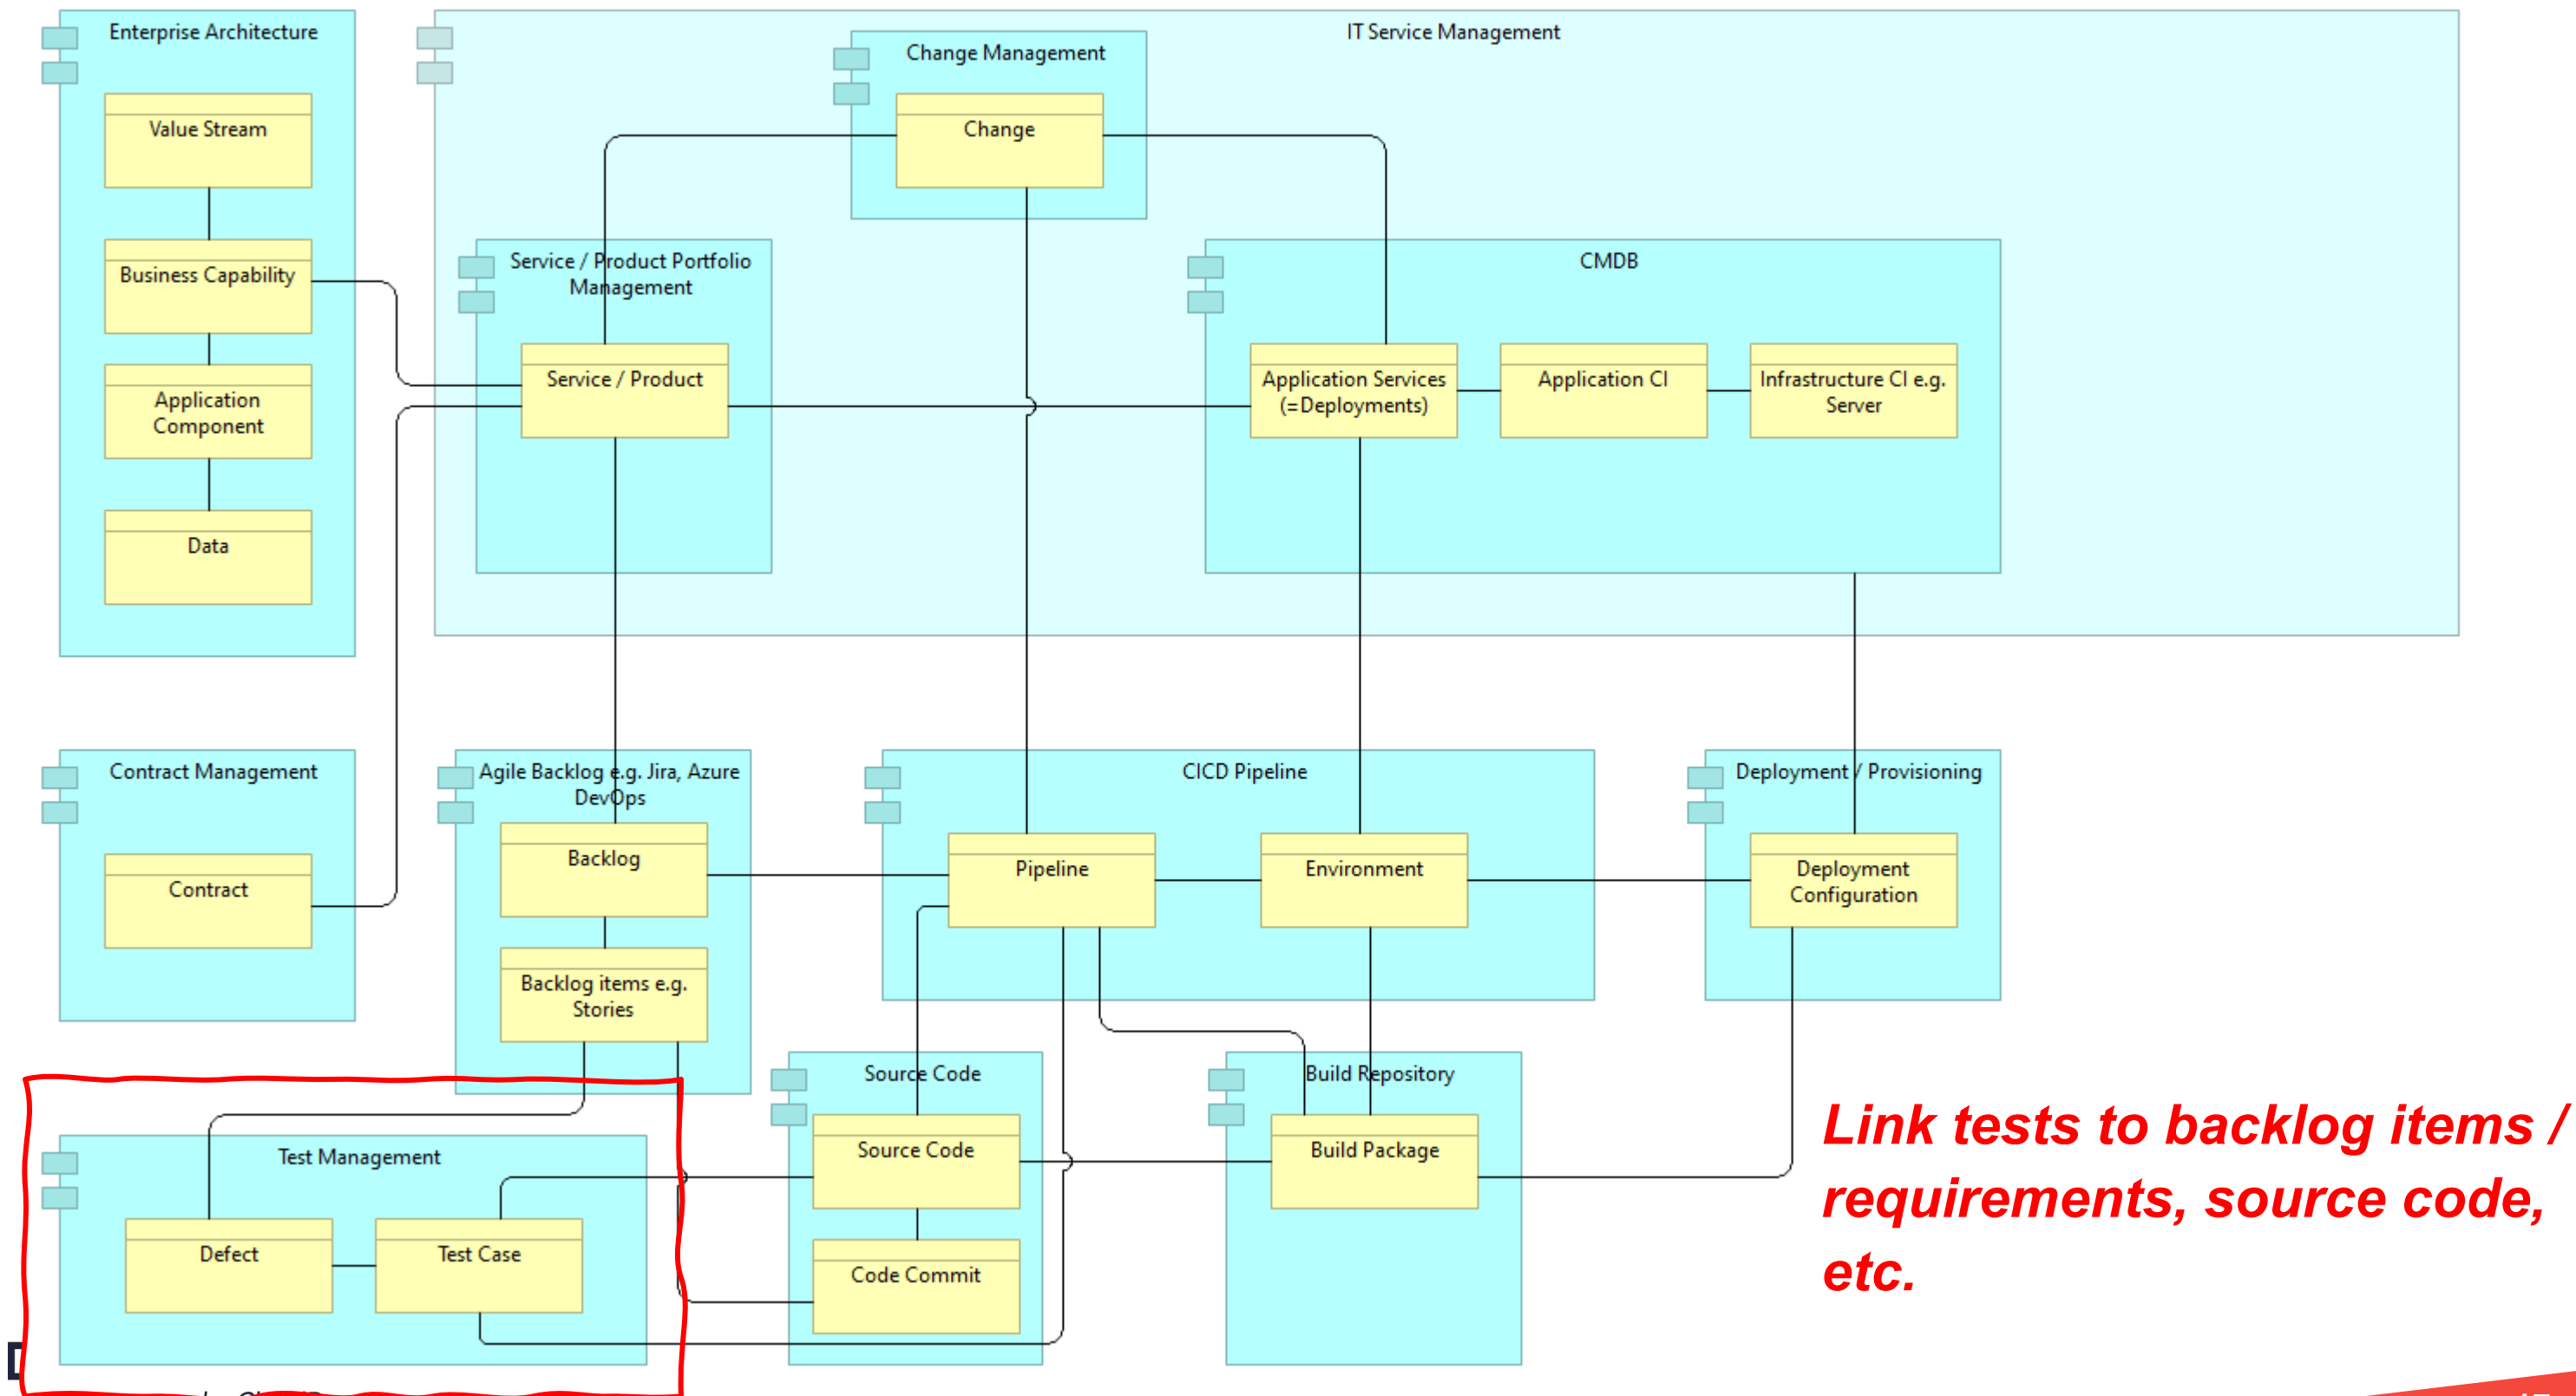 Enterprise Architecture
Value Stream
Business Capability
Application
Component
Data
IT Service Management
Change Management
Change
Service / Product Portfolio
Management
Service / Product
CMDB
Application Services
(=Deployments)
Application CI
Infrastructure CI e.g.
Server
Contract Management
Contract
Agile Backlog e.g. Jira, Azure
DevOps
Backlog
Backlog items e.g.
Stories
CICD Pipeline
Pipeline
Environment
Deployment / Provisioning
Deployment
Configuration
Test Management
Defect
Test Case
Source Code
Source Code
Code Commit
Build Repository
Build Package
Link tests to backlog items /
requirements, source code,
etc.